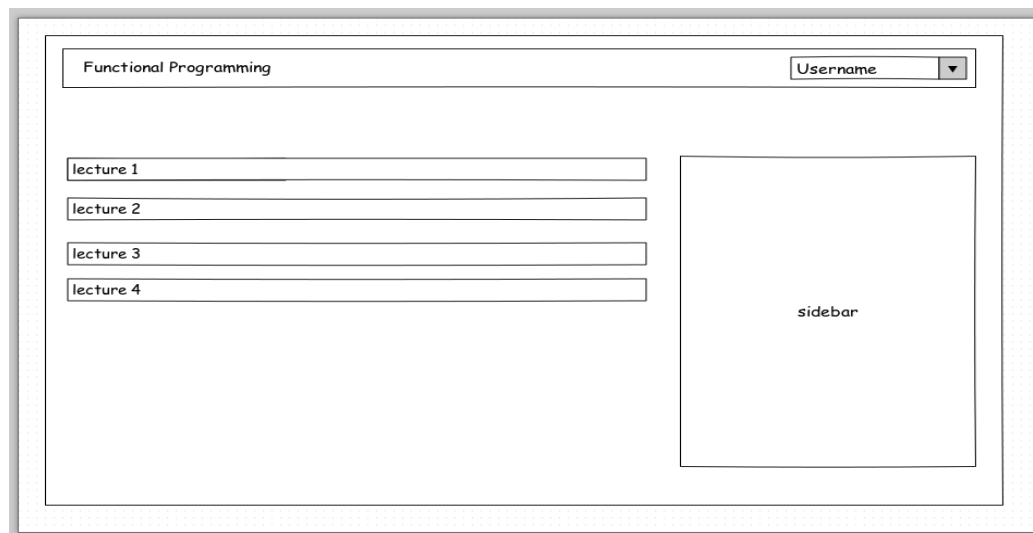 Functional Programming
Username
lecture 1
lecture 2
lecture 3
lecture 4
sidebar